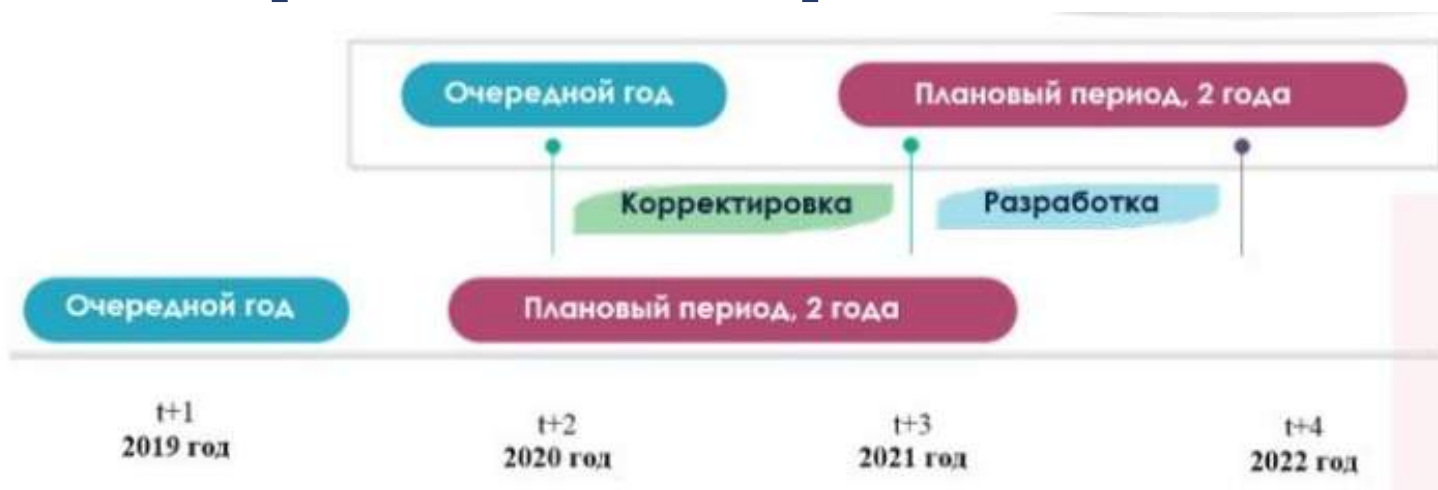 Очередной год
Плановый период, 2 года
Корректировка
Разработка
Очередной год
Плановый период, 2 года
t+1
2019 год
t+2
2020 год
t+3
2021 год
t+4
2022 год